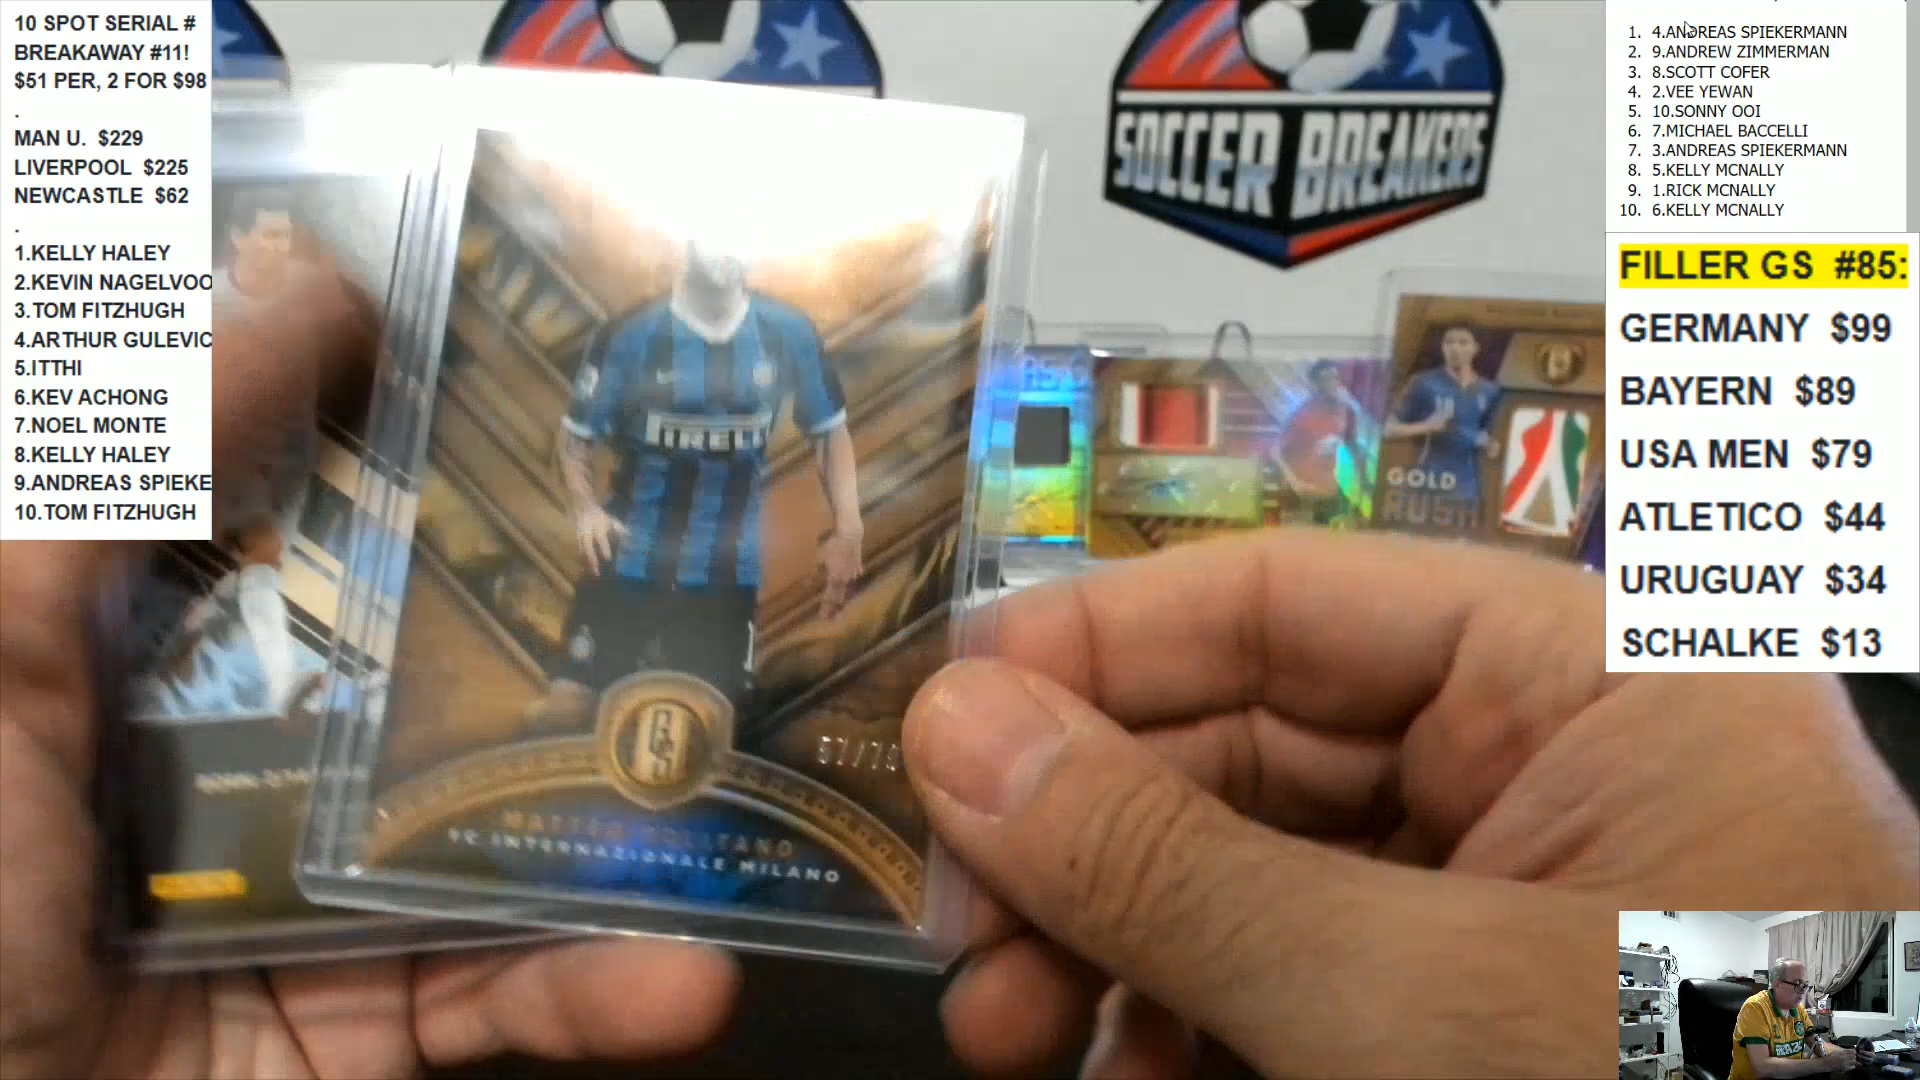 10 SPOT SERIAL #
BREAKAWAY #11!
$51 PER, 2 FOR $98
.
MAN U. $229
LIVERPOOL $225
NEWCASTLE $62
.
1.KELLY HALEY
2.KEVIN NAGELVOO
3.TOM FITZHUGH
4.ARTHUR GULEVIC
5.ITTHI
6.KEV ACHONG
7.NOEL MONTE
8.KELLY HALEY
9.ANDREAS SPIEKE
10.TOM FITZHUGH
SOCCER BREAKERS
PIRELLI
GS
57/79
MATTEO POLITANO
FC INTERNAZIONALE MILANO
GOLD
RUSH
1. 4.ANDREAS SPIEKERMANN
2. 9.ANDREW ZIMMERMAN
3. 8.SCOTT COFER
4. 2.VEE YEWAN
5. 10.SONNY OOI
6. 7.MICHAEL BACCELLI
7. 3.ANDREAS SPIEKERMANN
8. 5.KELLY MCNALLY
9. 1.RICK MCNALLY
10. 6.KELLY MCNALLY
FILLER GS #85:
GERMANY $99
BAYERN $89
USA MEN $79
ATLETICO $44
URUGUAY $34
SCHALKE $13